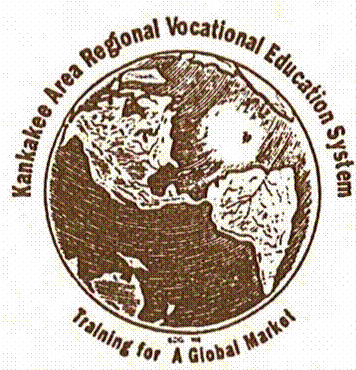 Kankakee Area Regional Vocational Education System
Training for A Global Market